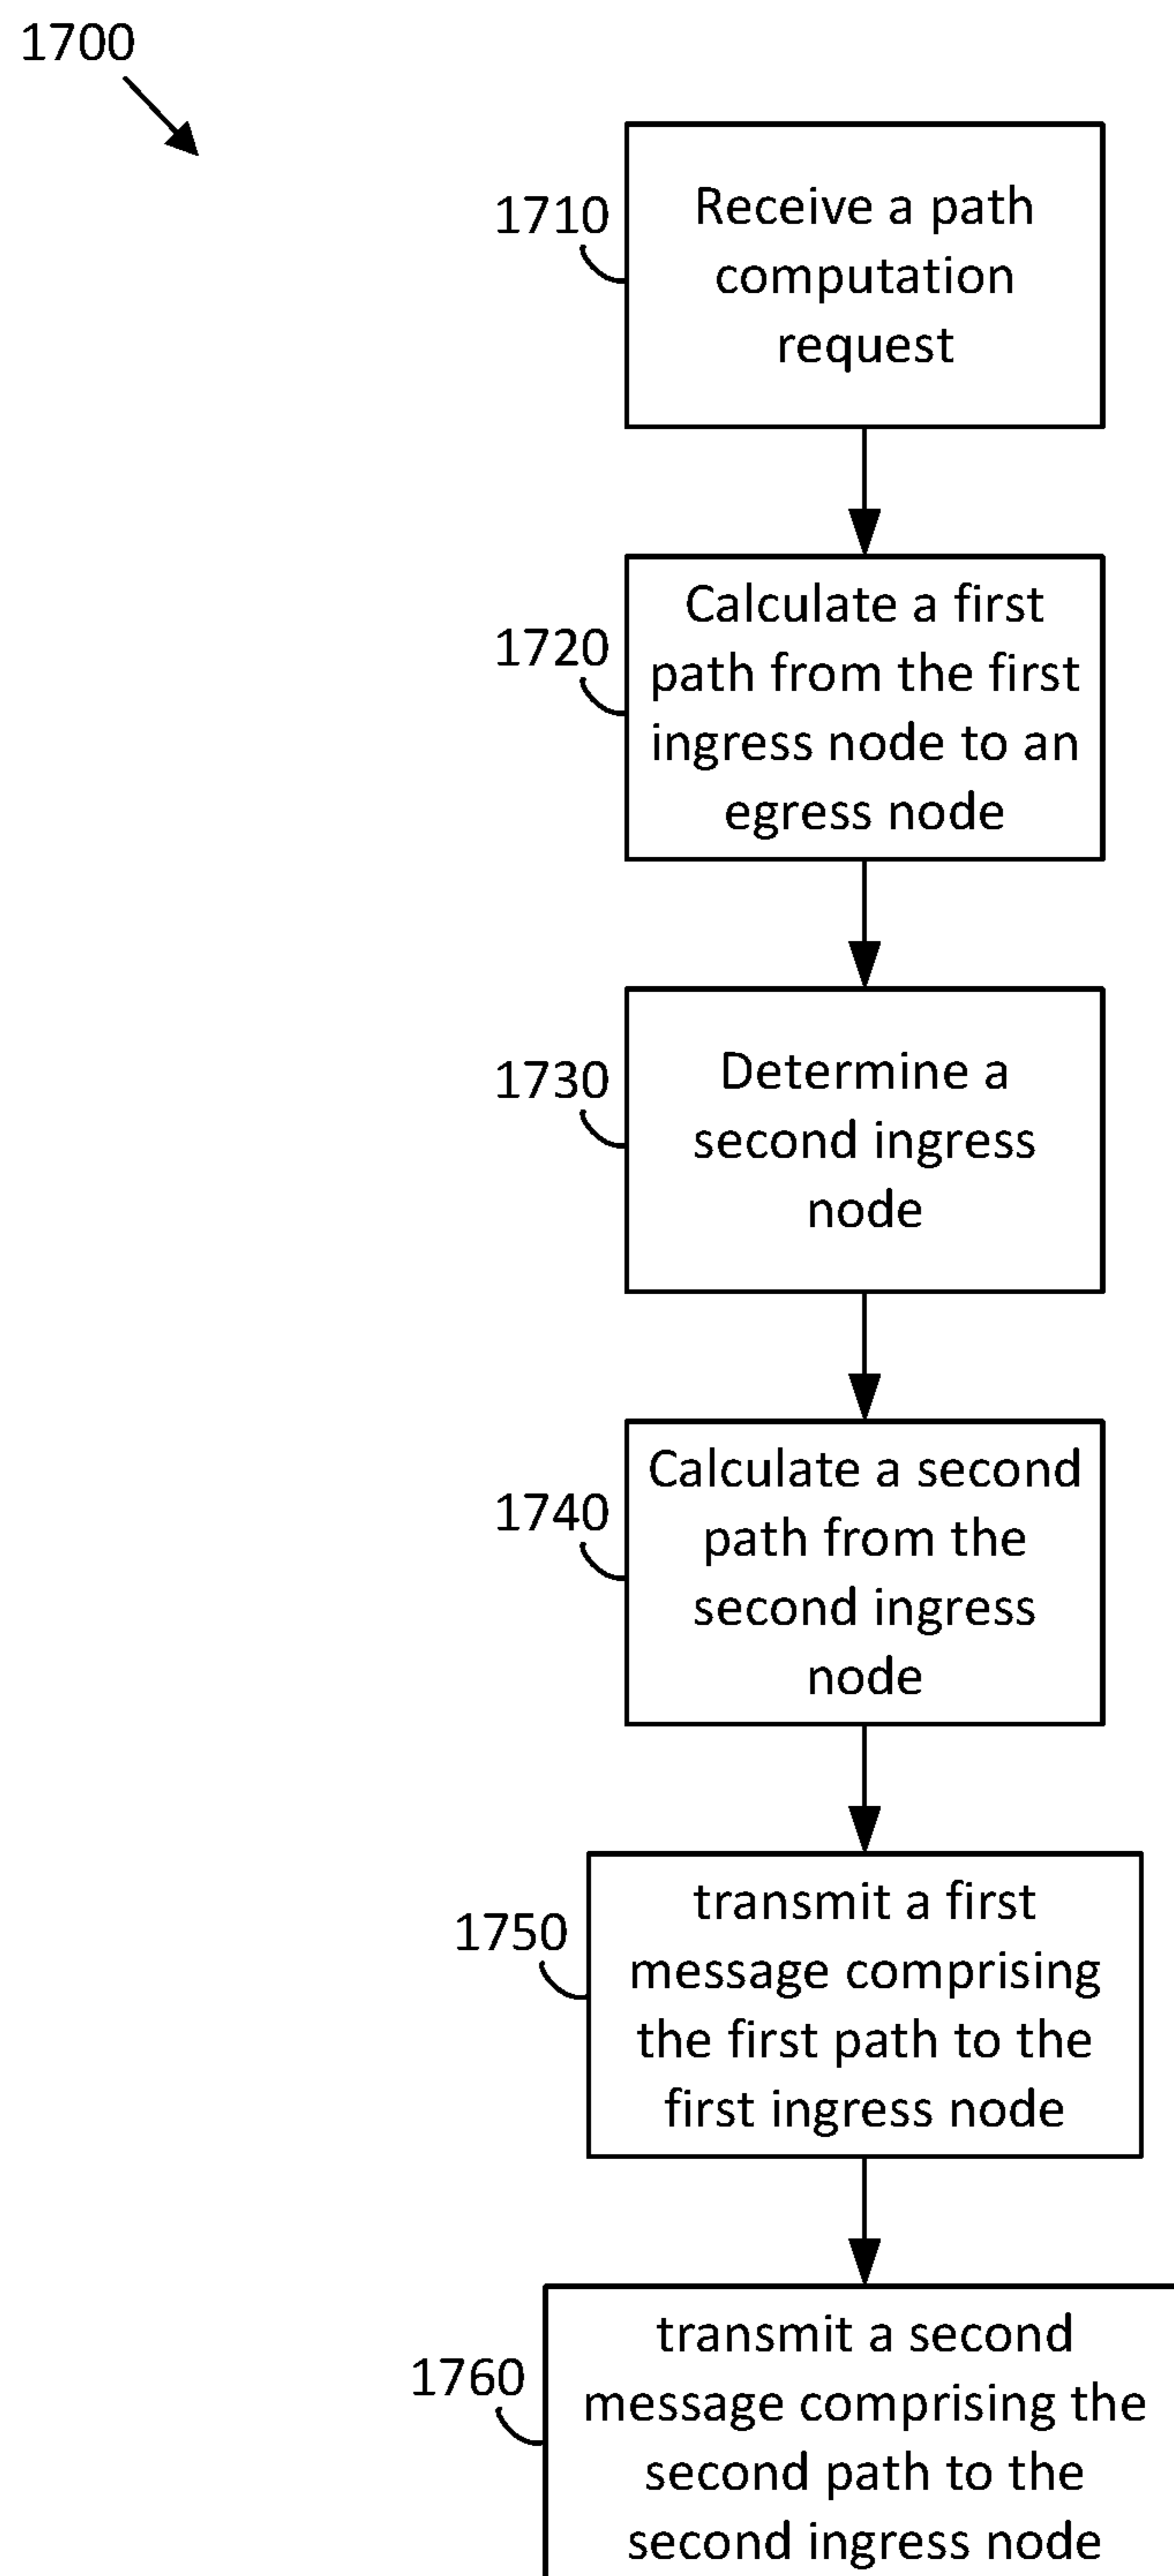 1700
1710
Receive a path
computation
request
1720
Calculate a first
path from the first
ingress node to an
egress node
1730
Determine a
second ingress
node
1740
Calculate a second
path from the
second ingress
node
1750
transmit a first
message comprising
the first path to the
first ingress node
1760
transmit a second
message comprising the
second path to the
second ingress node